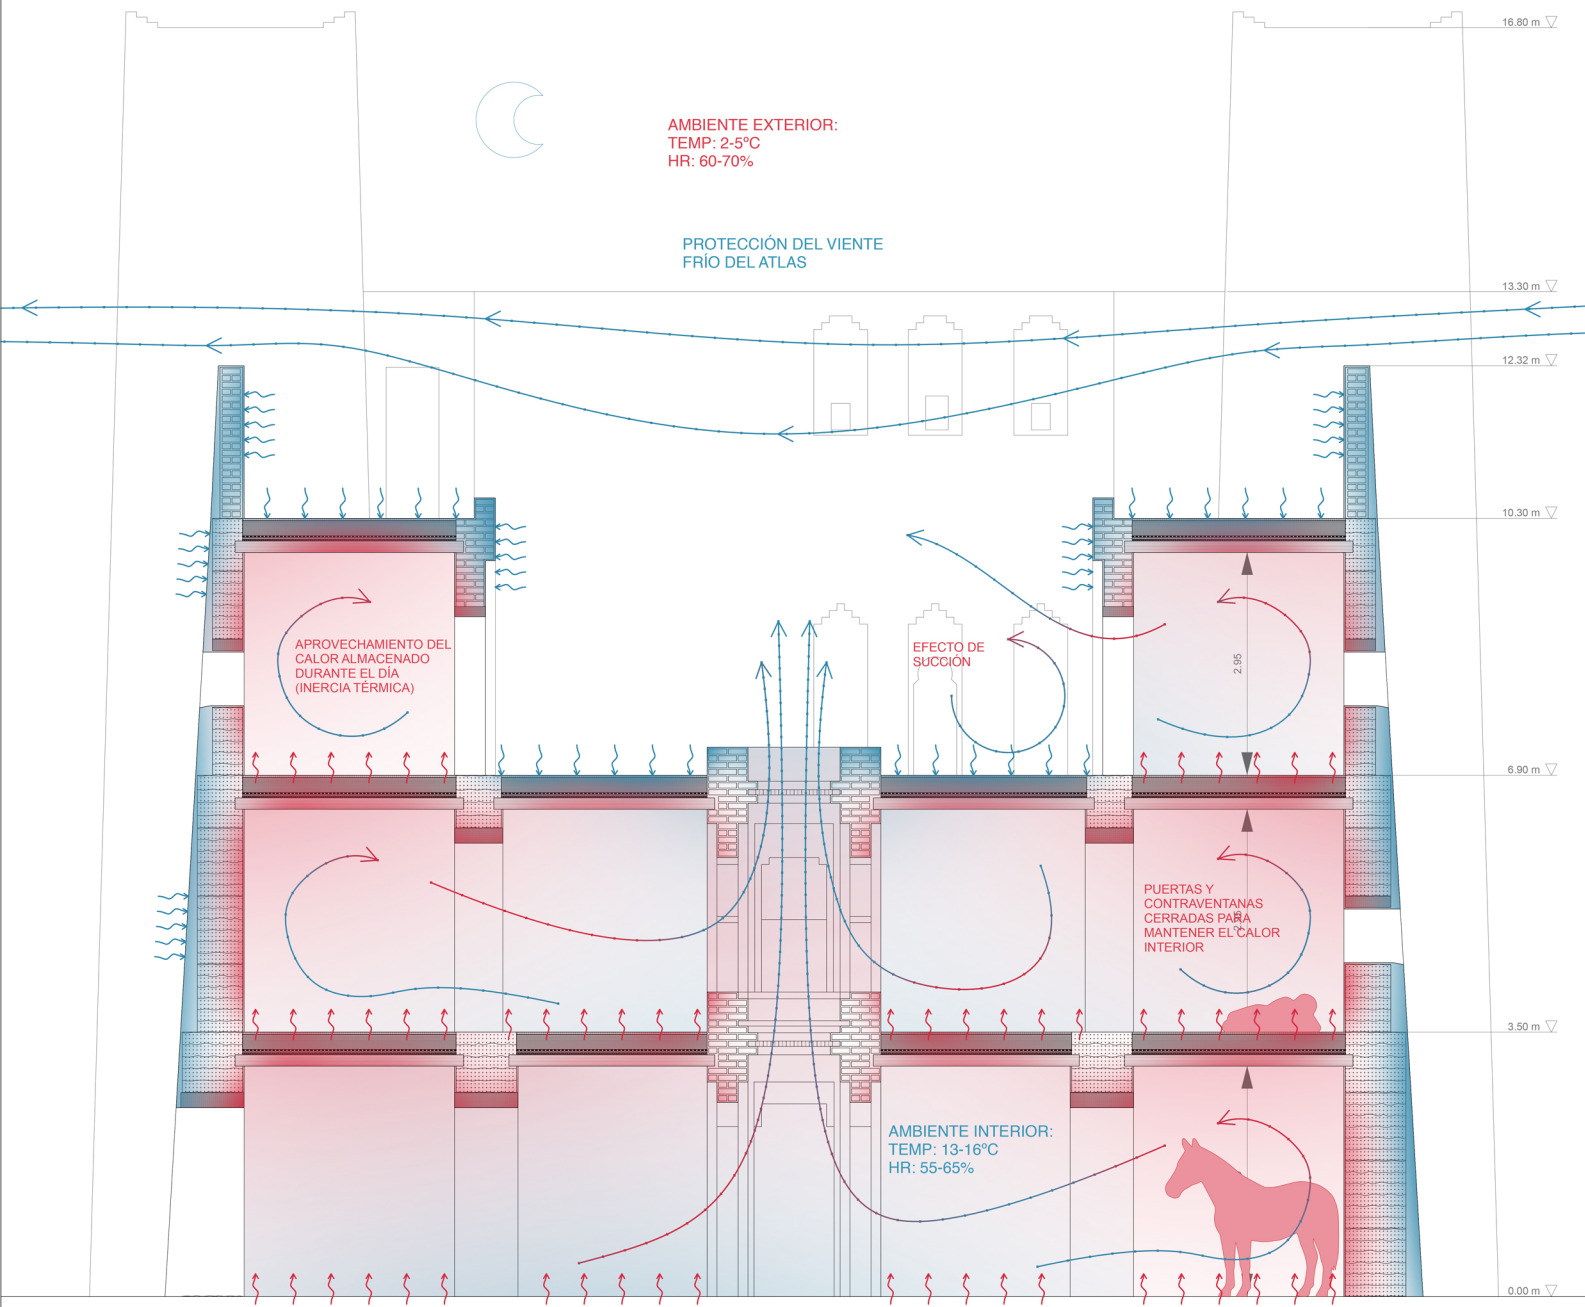 16.80 m
AMBIENTE EXTERIOR:
TEMP: 2-5ºC
HR: 60-70%
PROTECCIÓN DEL VIENTE
FRÍO DEL ATLAS
13.30 m
12.32 m
10.30 m
APROVECHAMIENTO DEL
CALOR ALMACENADO
DURANTE EL DÍA
(INERCIA TÉRMICA)
EFECTO DE
SUCCIÓN
2.95
6.90 m
PUERTAS Y
CONTRAVENTANAS
CERRADAS PARA
MANTENER EL CALOR
INTERIOR
3.50 m
AMBIENTE INTERIOR:
TEMP: 13-16ºC
HR: 55-65%
0.00 m